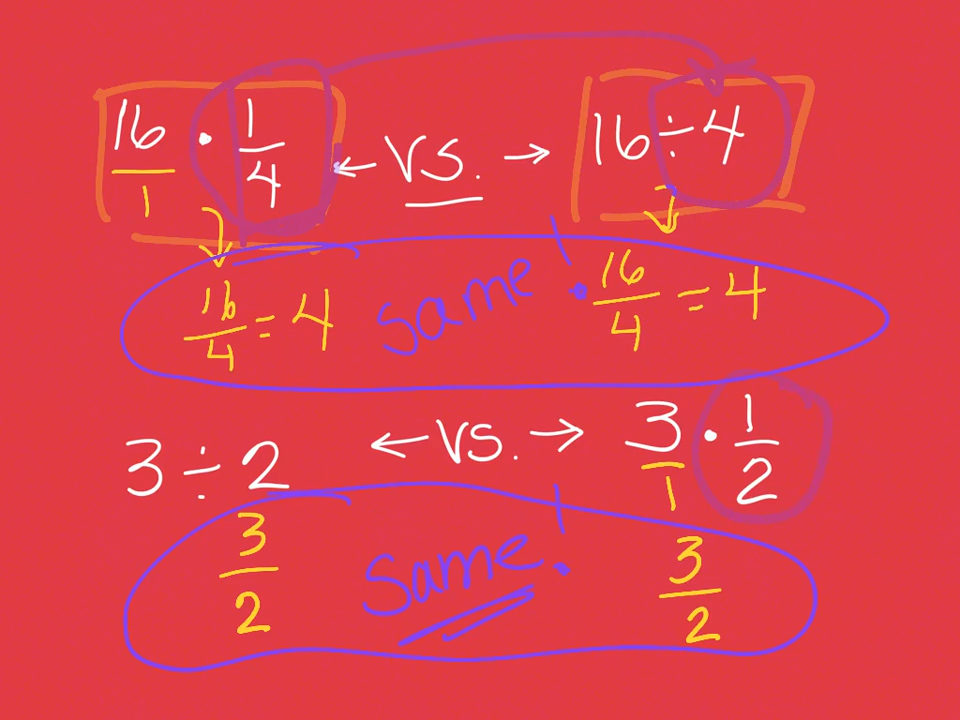 16/1 · 1/4 ← VS. → 16 ÷ 4
16/4 = 4 Same! 16/4 = 4
3 ÷ 2 ← VS. → 3/1 · 1/2
3/2 Same! 3/2